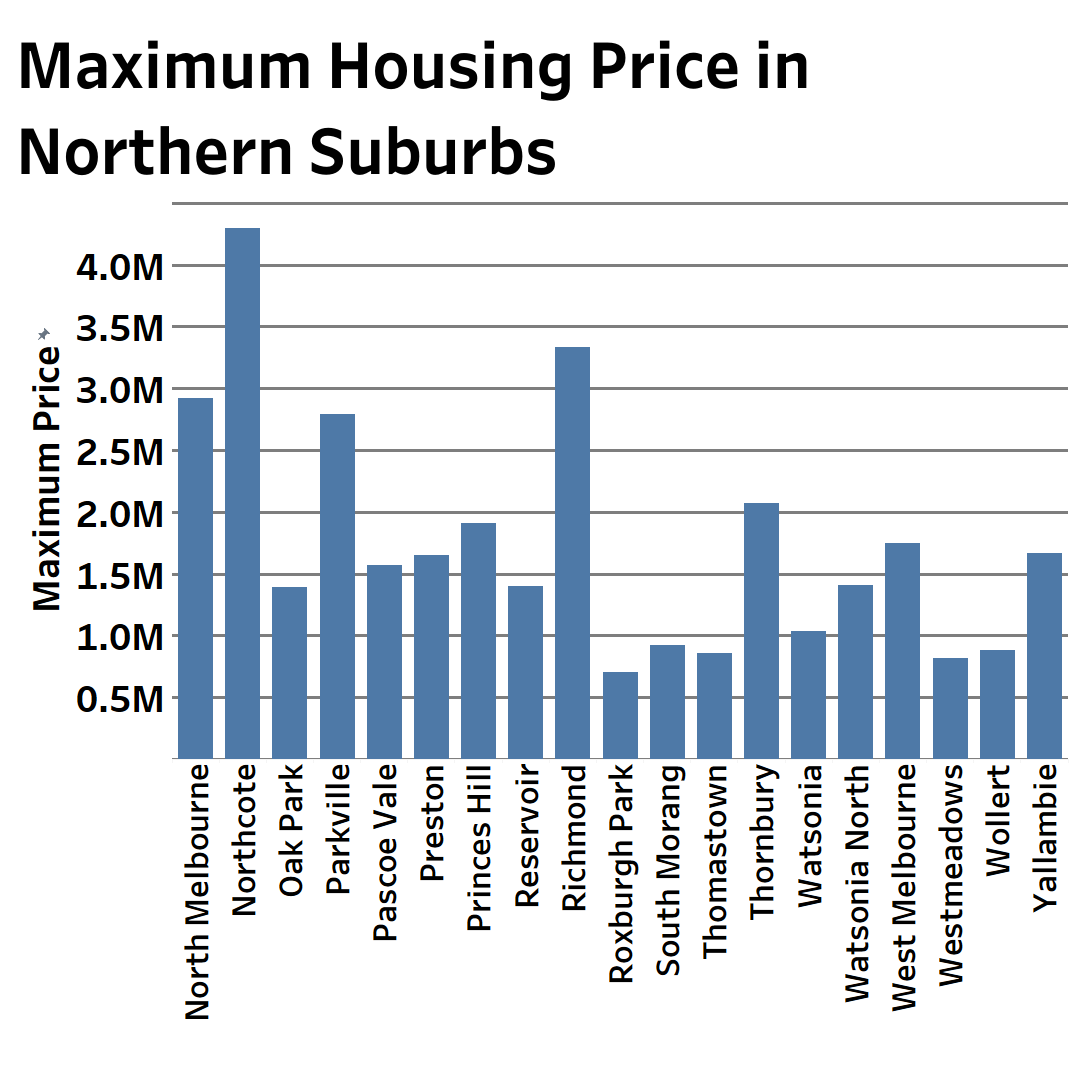 Maximum Housing Price in
Northern Suburbs
Maximum Price
4.0M
3.5M
3.0M
2.5M
2.0M
1.5M
1.0M
0.5M
North Melbourne
Northcote
Oak Park
Parkville
Pascoe Vale
Preston
Princes Hill
Reservoir
Richmond
Roxburgh Park
South Morang
Thomastown
Thornbury
Watsonia
Watsonia North
West Melbourne
Westmeadows
Wollert
Yallambie